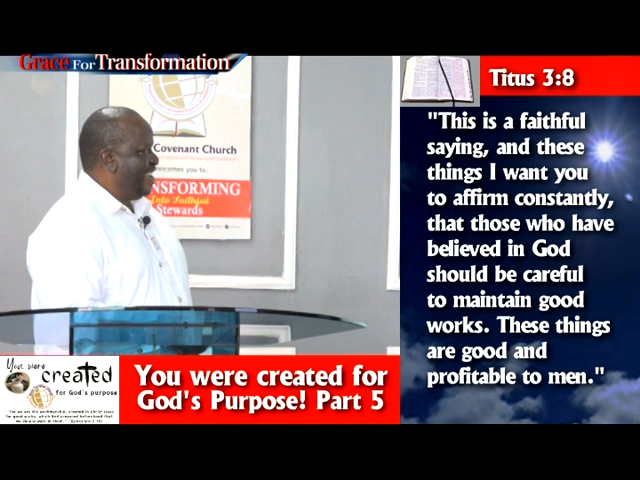 Grace For Transformation
Covenant Church
welcomes you to,
NSFORMING
Into Faithful
Stewards
Titus 3:8
"This is a faithful
saying, and these
things I want you
to affirm constantly,
that those who have
believed in God
should be careful
to maintain good
works. These things
are good and
profitable to men."
You were
created
for God's purpose
You were created for
God's Purpose! Part 5